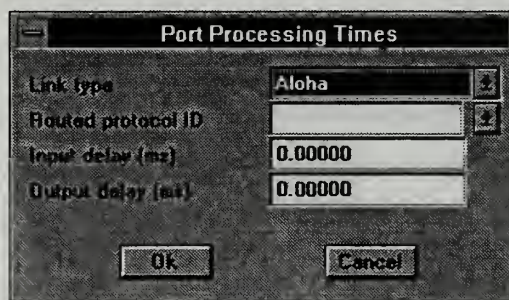 Port Processing Times
Link type
Aloha
Routed protocol ID
Input delay (ms)
0.00000
Output delay (ms)
0.00000
Ok
Cancel